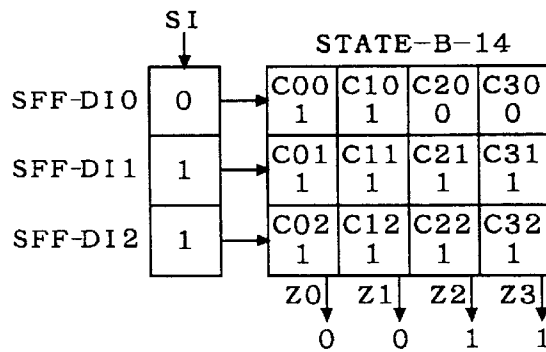 SI
STATE-B-14
SFF-DI0 0 C00 C10 C20 C30
1 1 0 0
SFF-DI1 1 C01 C11 C21 C31
1 1 1 1
SFF-DI2 1 C02 C12 C22 C32
1 1 1 1
Z0 Z1 Z2 Z3
0 0 1 1